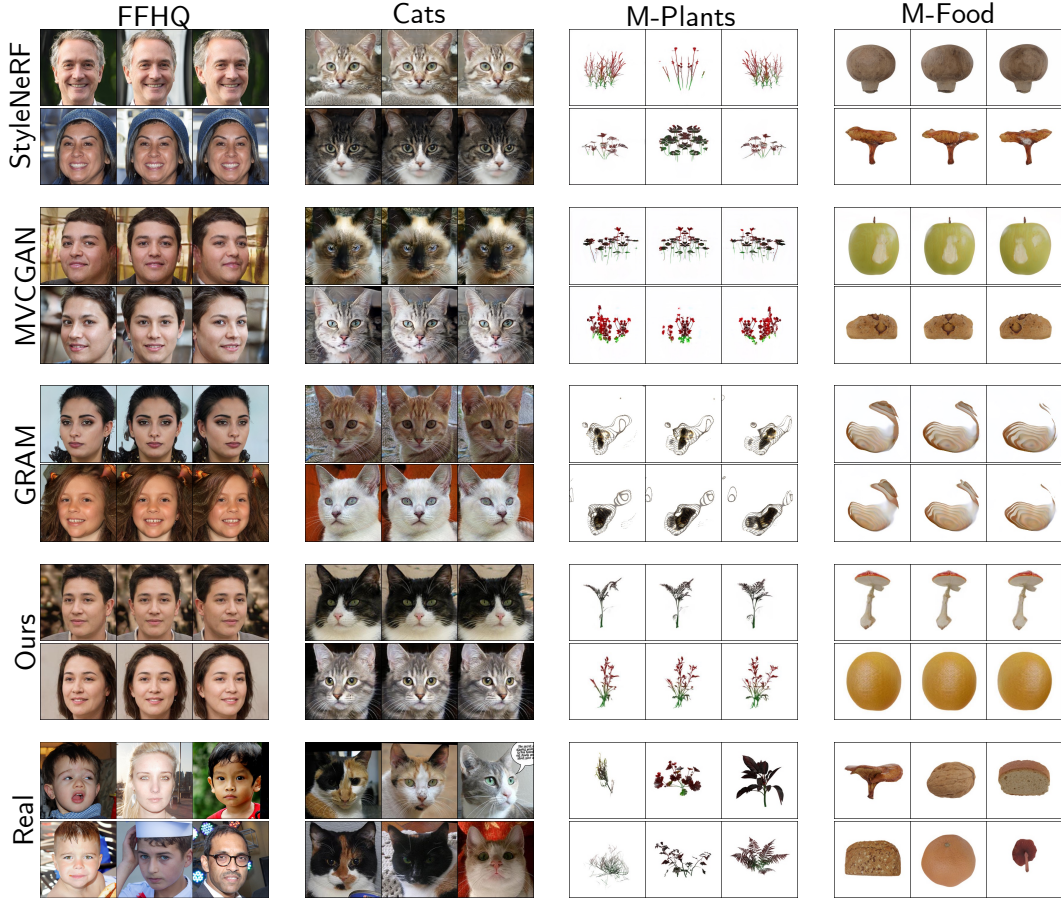 FFHQ
Cats
M-Plants
M-Food
StyleNeRF
MVCGAN
GRAM
Ours
Real